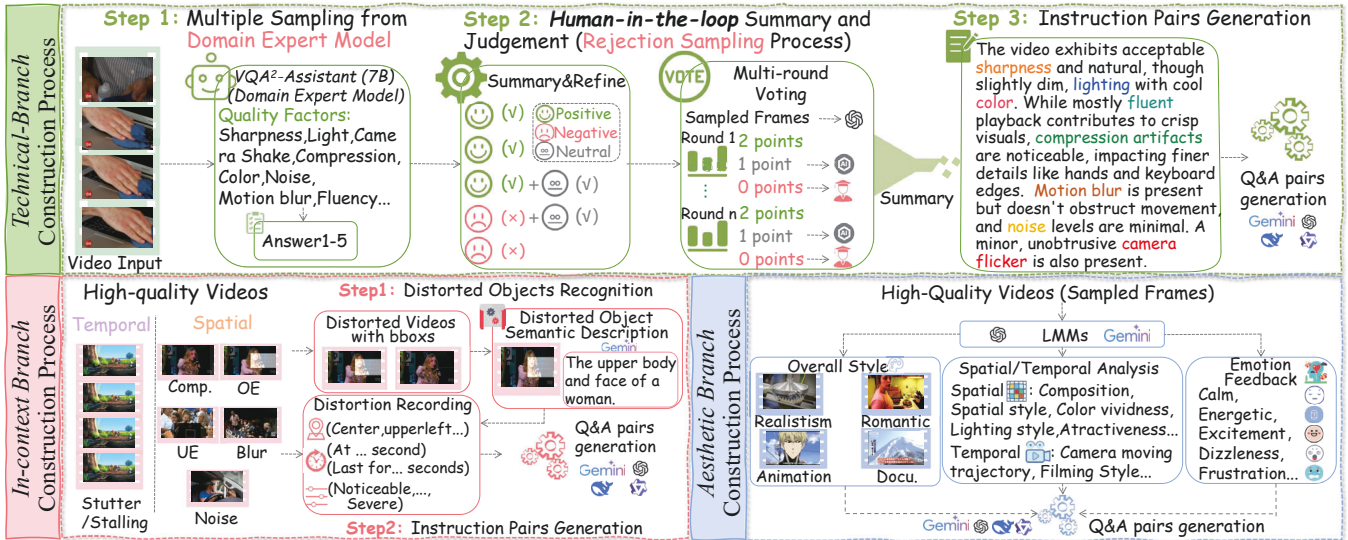 Technical-Branch
Construction Process
Step 1: Multiple Sampling from
Domain Expert Model
Video Input
VQA²-Assistant (7B)
(Domain Expert Model)
Quality Factors:
Sharpness,Light,Came
ra Shake,Compression,
Color,Noise,
Motion blur,Fluency...
Answer1-5
Step 2: Human-in-the-loop Summary and
Judgement (Rejection Sampling Process)
Summary&Refine
(√)
Positive
Negative
Neutral
(√)
(√) + (√)
(×) + (√)
(×)
VOTE
Multi-round
Voting
Sampled Frames
Round 1 2 points
1 point
0 points
Round n 2 points
1 point
0 points
Summary
Step 3: Instruction Pairs Generation
The video exhibits acceptable
sharpness and natural, though
slightly dim, lighting with cool
color. While mostly fluent
playback contributes to crisp
visuals, compression artifacts
are noticeable, impacting finer
details like hands and keyboard
edges. Motion blur is present
but doesn't obstruct movement,
and noise levels are minimal. A
minor, unobtrusive camera
flicker is also present.
Q&A pairs
generation
Gemini
In-context Branch
Construction Process
High-quality Videos
Temporal
Spatial
Stutter
/Stalling
Comp.
OE
UE
Blur
Noise
Step1: Distorted Objects Recognition
Distorted Videos
with bboxs
Distorted Object
Semantic Description
Gemini
The upper body
and face of a
woman.
Distortion Recording
(Center,upperleft...)
(At ... second)
(Last for... seconds)
(Noticeable,...,
Severe)
Q&A pairs
generation
Gemini
Step2: Instruction Pairs Generation
Aesthetic Branch
Construction Process
High-Quality Videos (Sampled Frames)
LMMs Gemini
Overall Style
Realistism
Romantic
Animation
Docu.
Spatial/Temporal Analysis
Spatial : Composition,
Spatial style, Color vividness,
Lighting style,Atractiveness...
Temporal : Camera moving
trajectory, Filming Style...
Emotion
Feedback
Calm,
Energetic,
Excitement,
Dizzleness,
Frustration...
Gemini
Q&A pairs generation